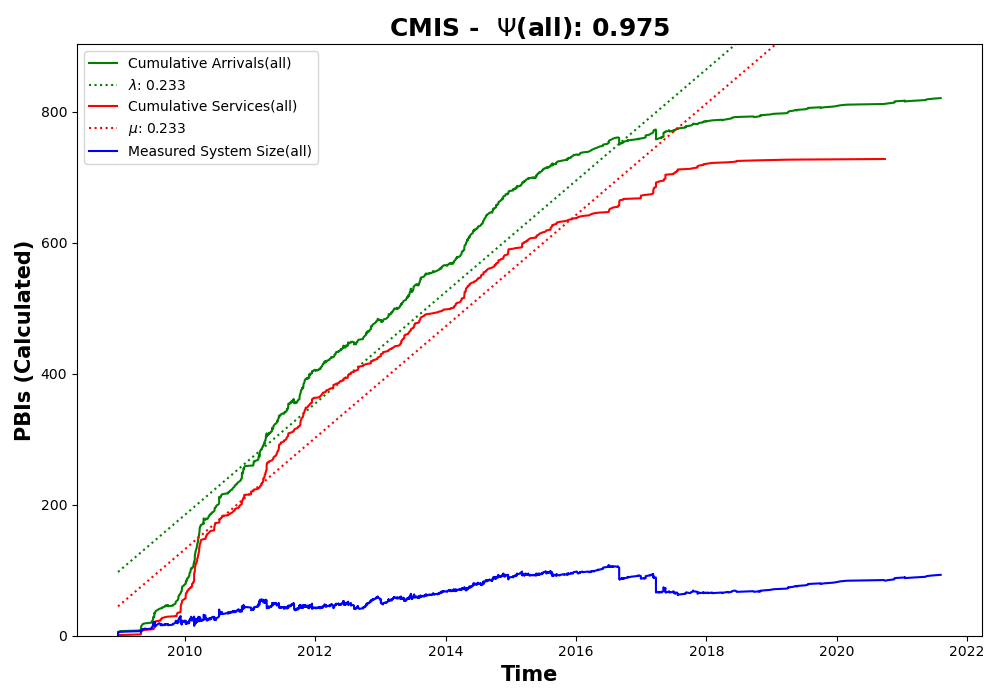 CMIS - Ψ(all): 0.975
Cumulative Arrivals(all)
λ: 0.233
Cumulative Services(all)
μ: 0.233
Measured System Size(all)
PBIs (Calculated)
800
600
400
200
0
2010 2012 2014 2016 2018 2020 2022
Time